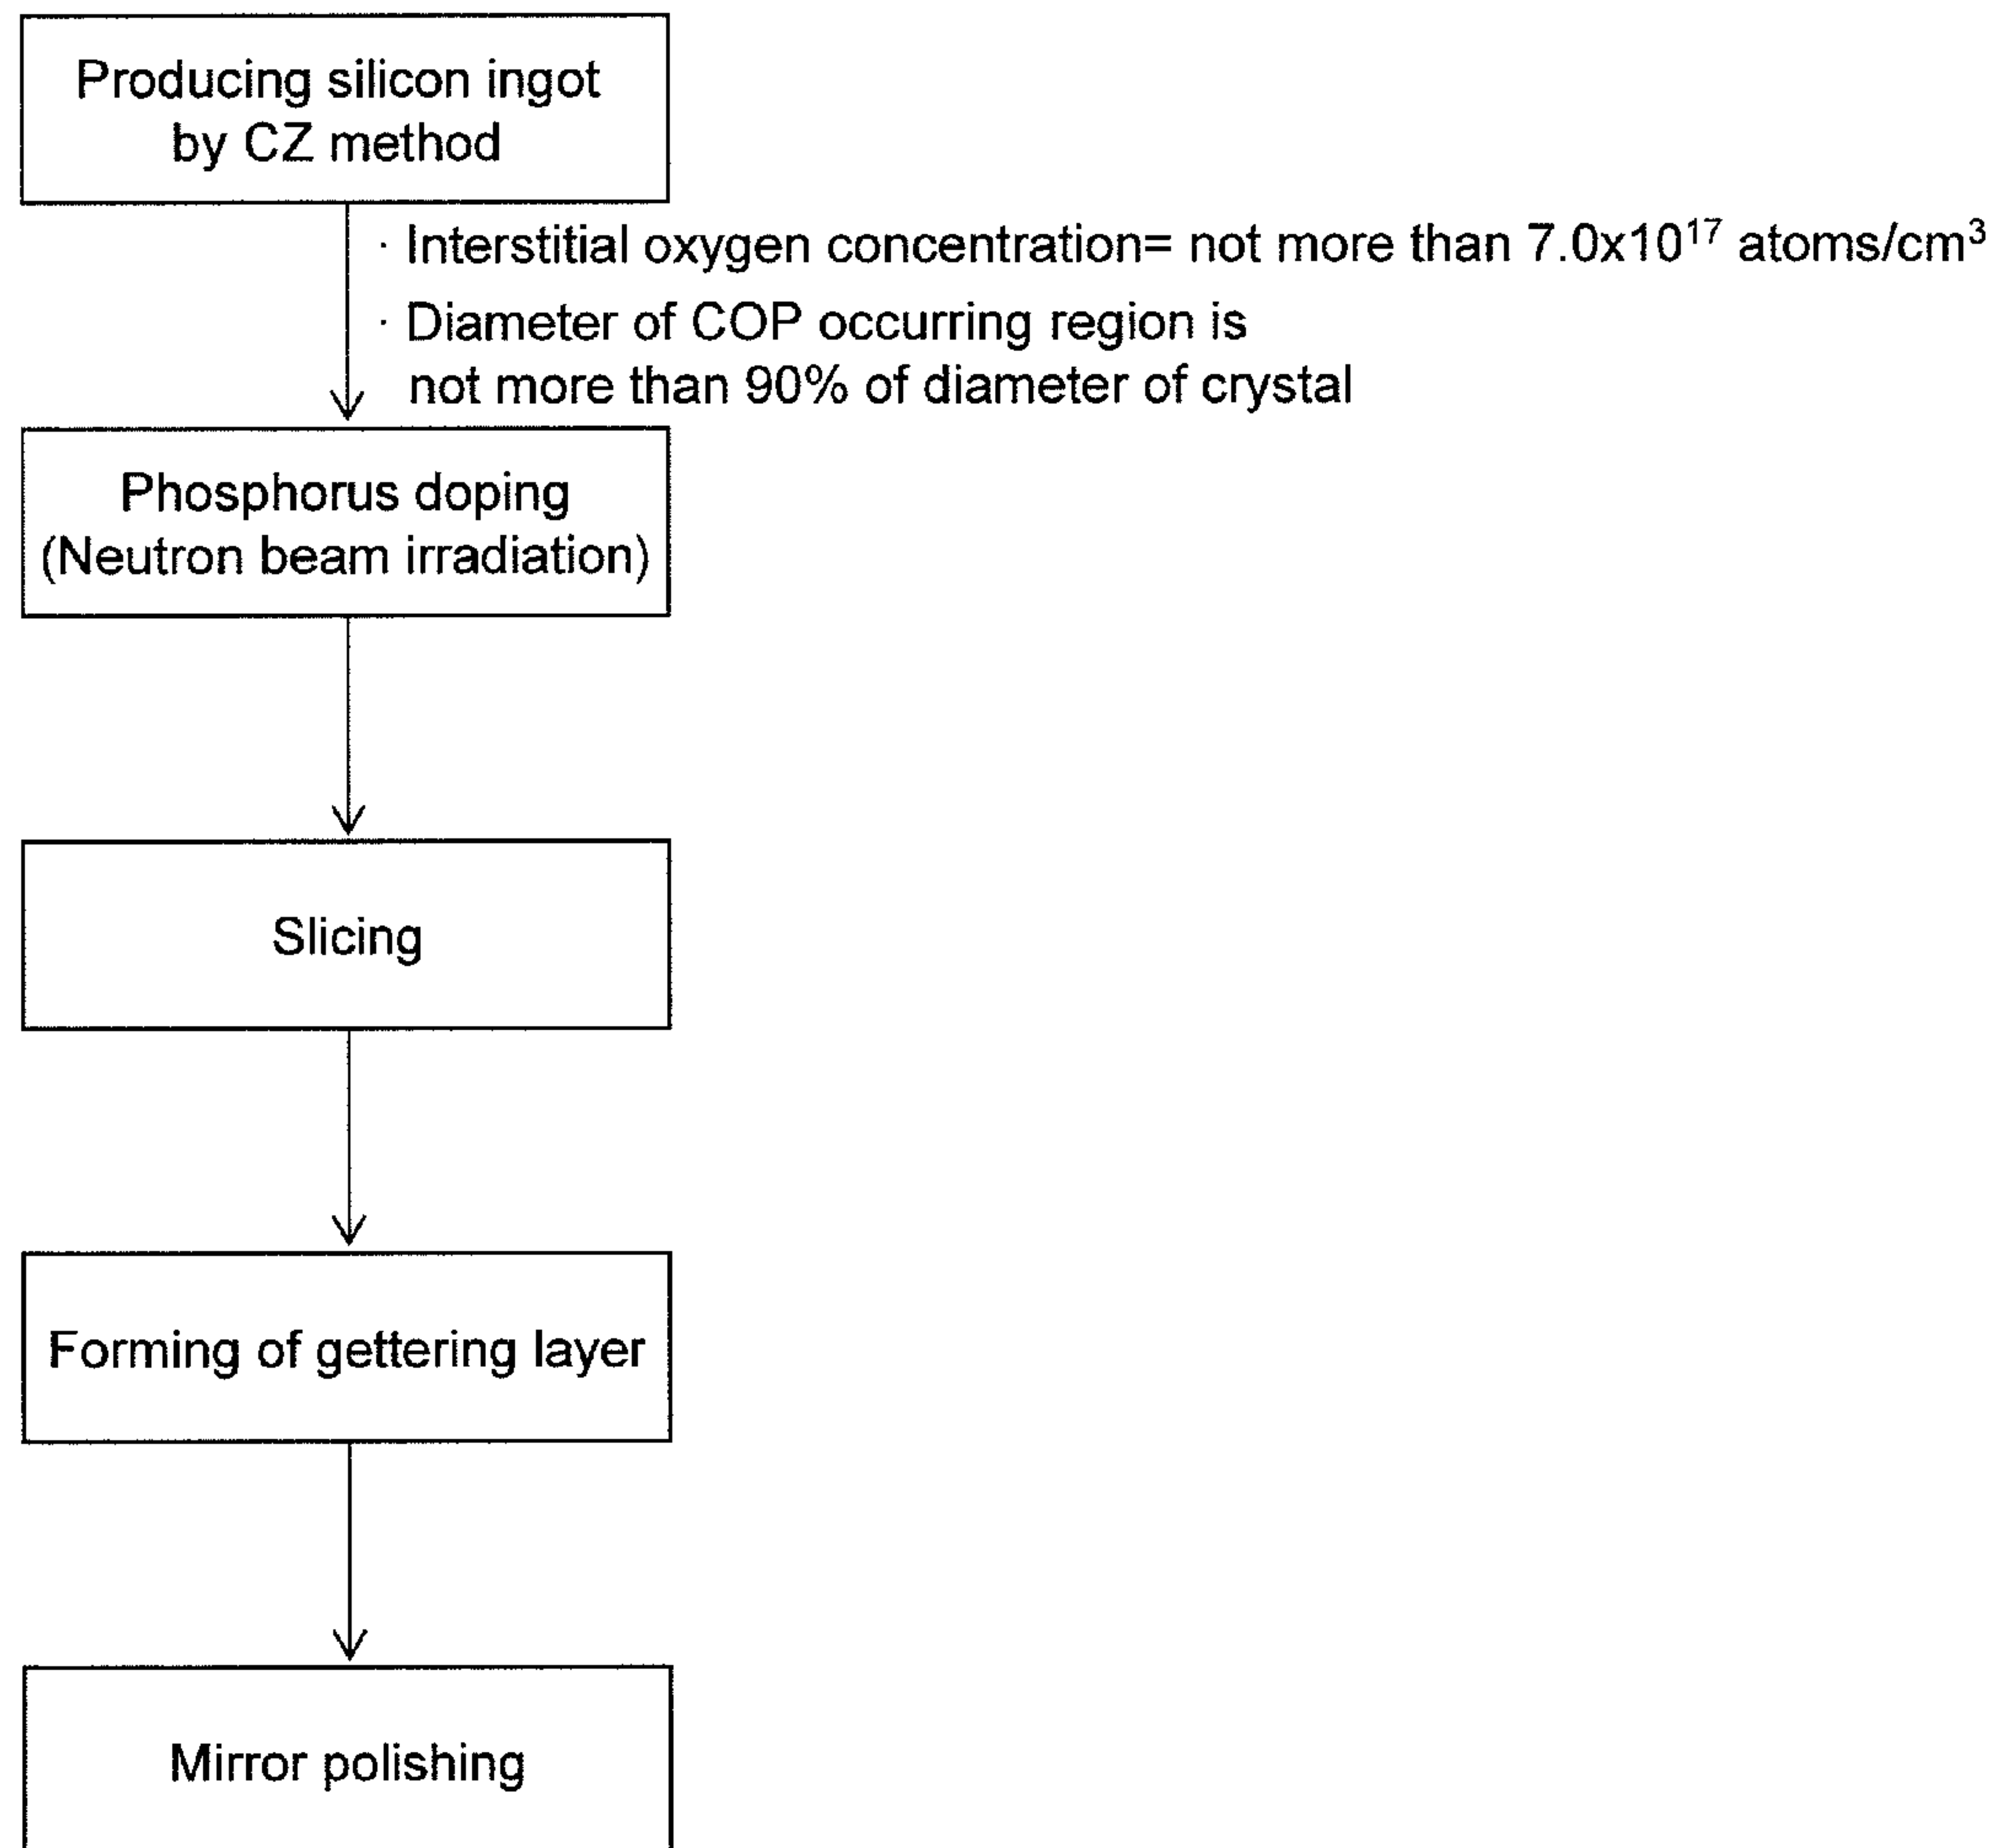 Producing silicon ingot
by CZ method
· Interstitial oxygen concentration= not more than 7.0x10¹⁷ atoms/cm³
· Diameter of COP occurring region is
not more than 90% of diameter of crystal
Phosphorus doping
(Neutron beam irradiation)
Slicing
Forming of gettering layer
Mirror polishing